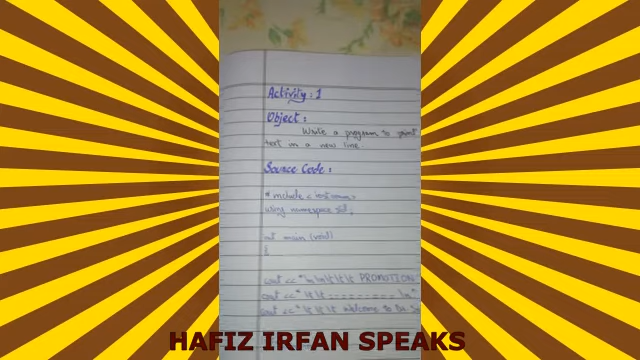 Activity : 1
Object :
Write a program to print
text in a new line
Source Code :
# include < iostream >
using namespace std ;
int main (void)
{
cout << "\n \n \t \t \t PROMOTION
cout << " \t \t - - - - - - - - - - \n"
cout << " \t \t \t Welcome to
HAFIZ IRFAN SPEAKS